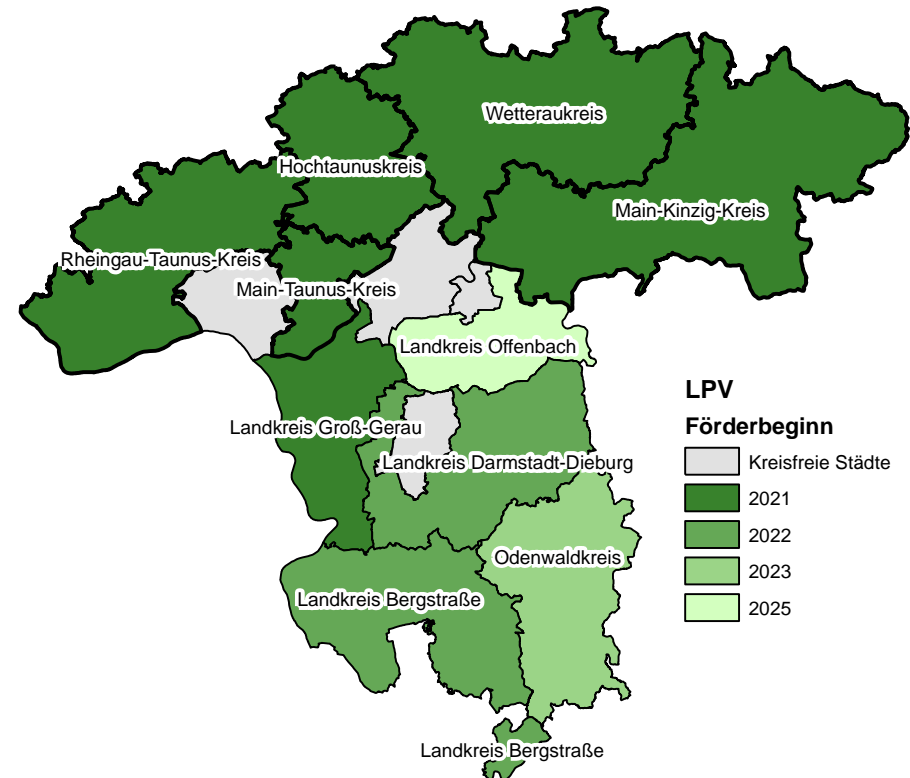 Wetteraukreis
Hochtaunuskreis
Main-Kinzig-Kreis
Rheingau-Taunus-Kreis
Main-Taunus-Kreis
Landkreis Offenbach
Landkreis Groß-Gerau
Landkreis Darmstadt-Dieburg
Odenwaldkreis
Landkreis Bergstraße
Landkreis Bergstraße
LPV
Förderbeginn
Kreisfreie Städte
2021
2022
2023
2025